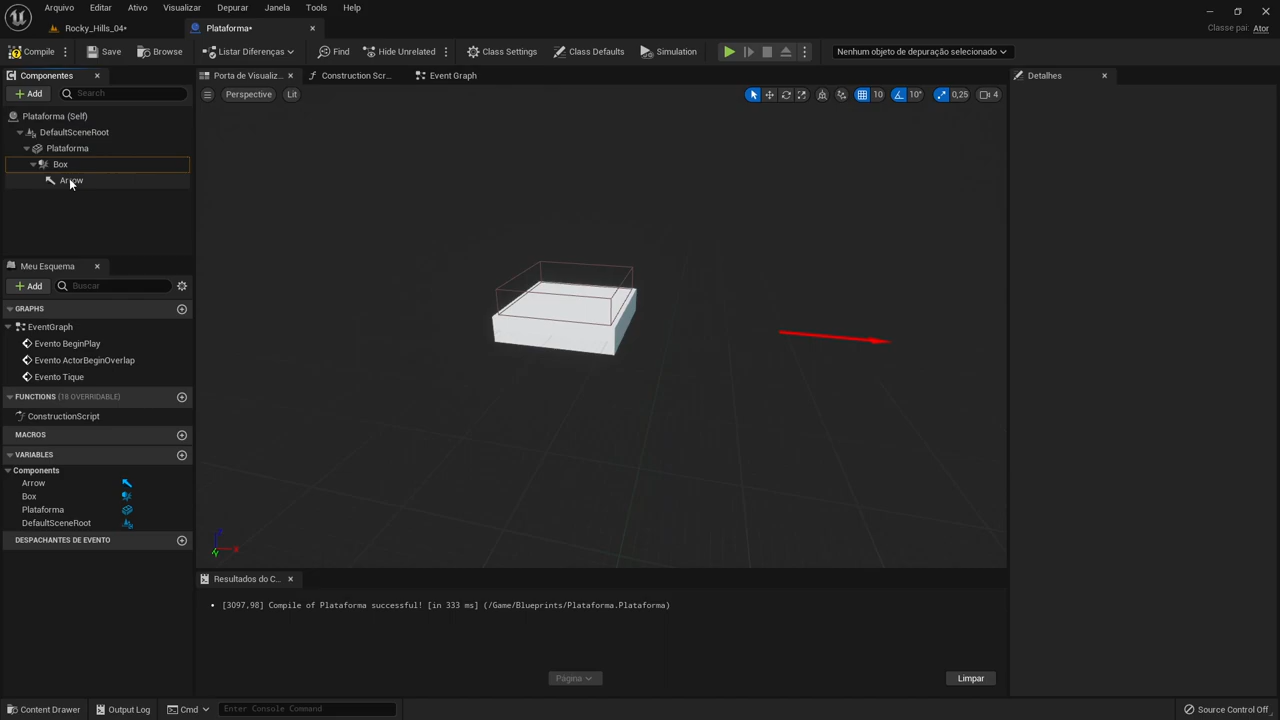 Arquivo Editar Ativo Visualizar Depurar Janela Tools Help
Rocky_Hills_04•
Plataforma•
Classe pai: Ator
Compile Save Browse Listar Diferenças Find Hide Unrelated Class Settings Class Defaults Simulation Nenhum objeto de depuração selecionado
Componentes
Porta de Visualiz...
Construction Scr...
Event Graph
Detalhes
Add Search
Perspective Lit
10 10° 0,25 4
Plataforma (Self)
DefaultSceneRoot
Plataforma
Box
Arrow
Meu Esquema
Add Buscar
GRAPHS
EventGraph
Evento BeginPlay
Evento ActorBeginOverlap
Evento Tique
FUNCTIONS (18 OVERRIDABLE)
ConstructionScript
MACROS
VARIABLES
Components
Arrow
Box
Plataforma
DefaultSceneRoot
DESPACHANTES DE EVENTO
Resultados do C...
[3097,98] Compile of Plataforma successful! [in 333 ms] (/Game/Blueprints/Plataforma.Plataforma)
Página
Limpar
Content Drawer Output Log Cmd Enter Console Command Source Control Off